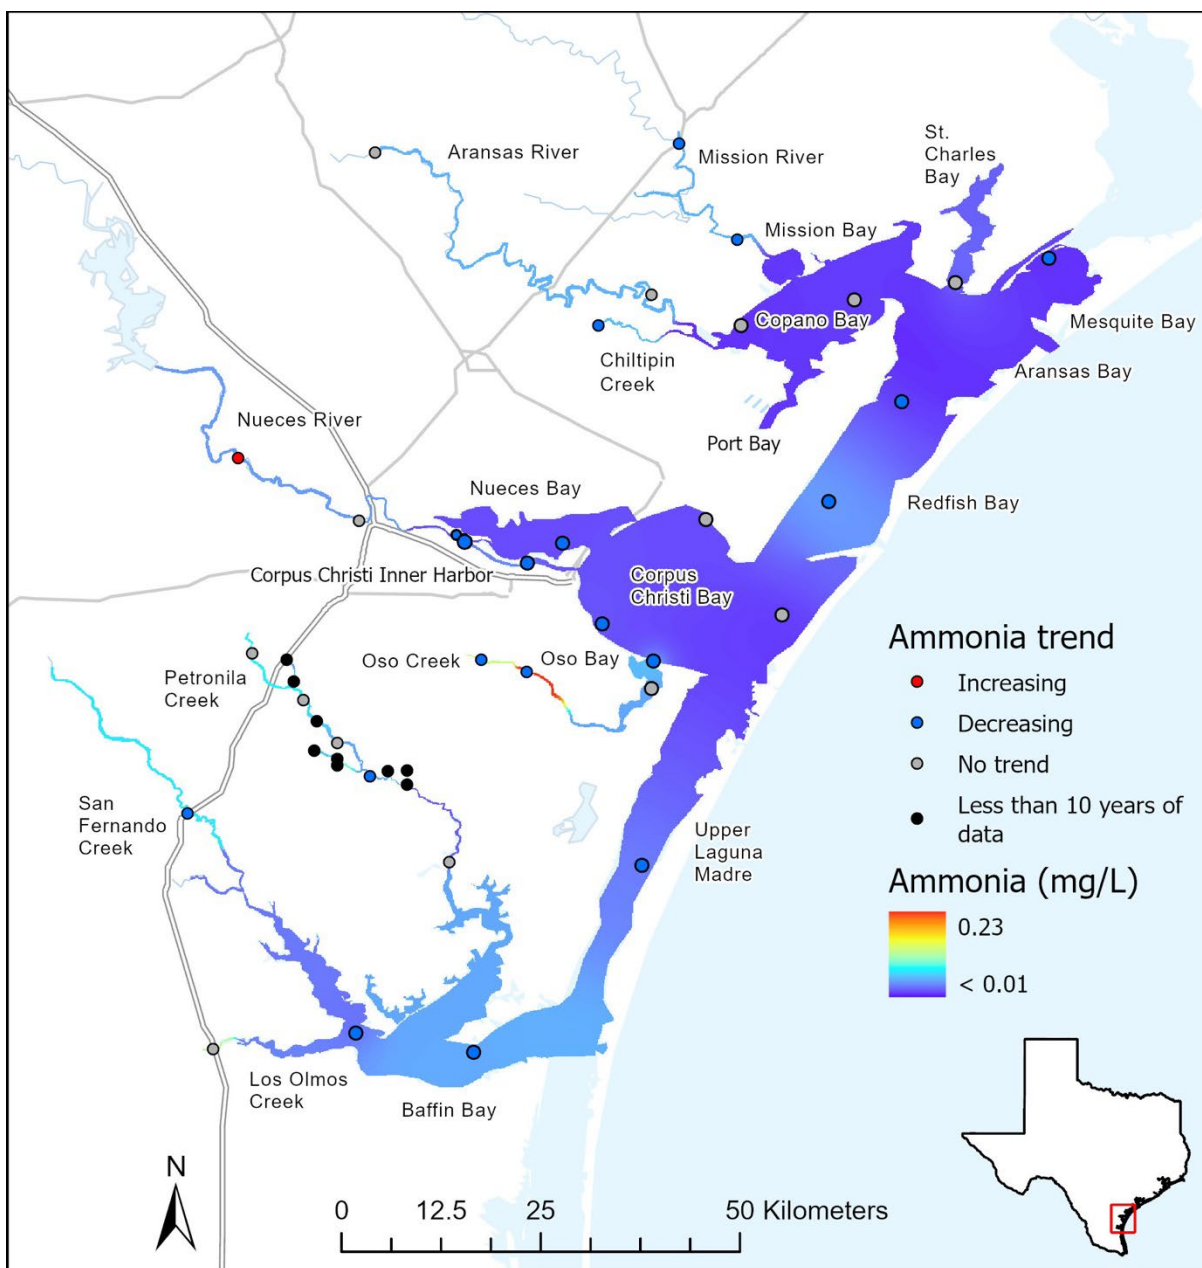 St.
Charles
Bay
Aransas River
Mission River
Mission Bay
Copano Bay
Mesquite Bay
Chiltipin
Creek
Aransas Bay
Nueces River
Port Bay
Nueces Bay
Redfish Bay
Corpus Christi Inner Harbor
Corpus
Christi Bay
Oso Creek
Oso Bay
Petronila
Creek
San
Fernando
Creek
Upper
Laguna
Madre
Los Olmos
Creek
Baffin Bay
Ammonia trend
Increasing
Decreasing
No trend
Less than 10 years of
data
Ammonia (mg/L)
0.23
< 0.01
N
0 12.5 25 50 Kilometers